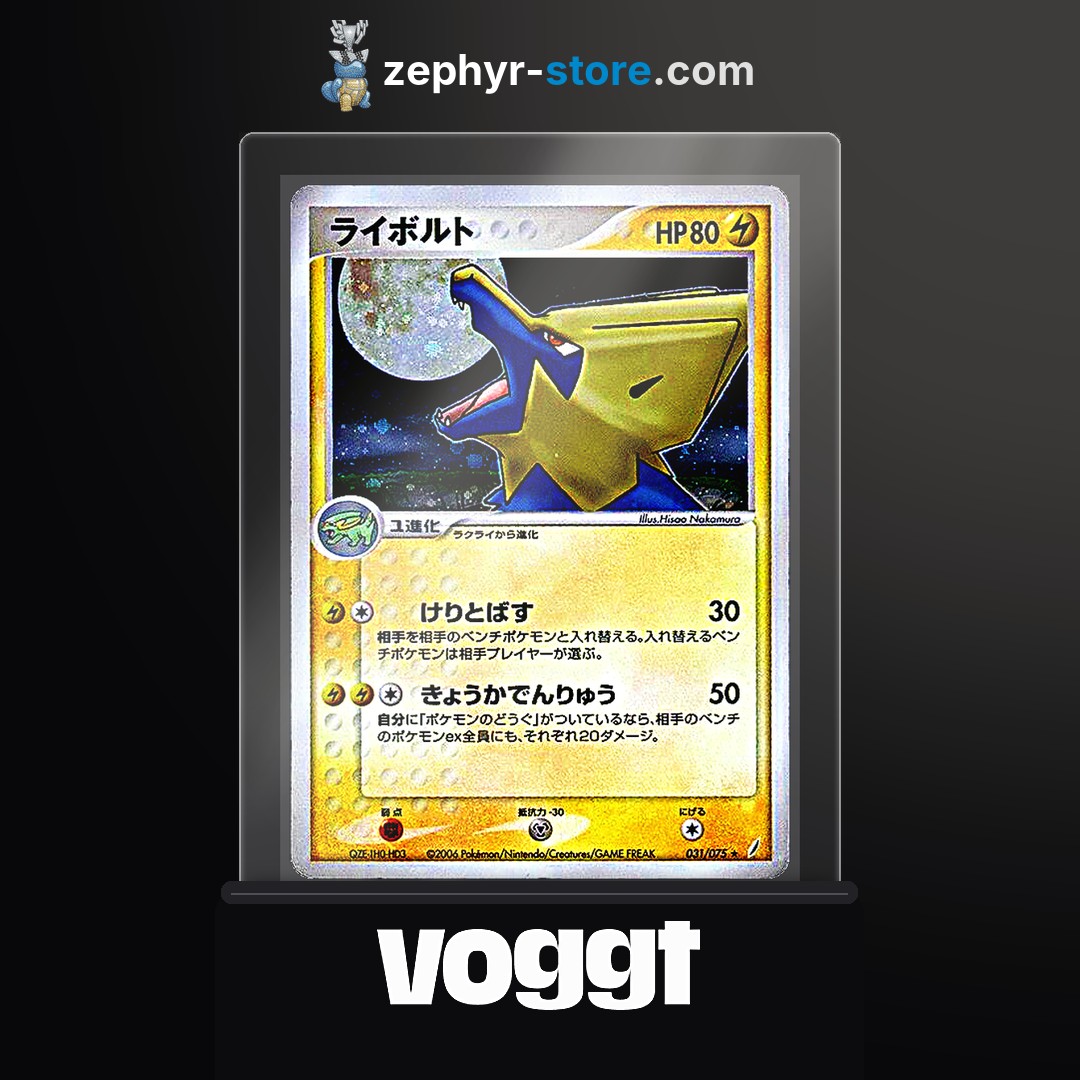 zephyr-store.com
ライボルト
HP80
Illus.Hisao Nakamura
1進化
ラクライから進化
けりとばす 30
相手を相手のベンチポケモンと入れ替える。入れ替えるベン
チポケモンは相手プレイヤーが選ぶ。
きょうかでんりゅう 50
自分に「ポケモンのどうぐ」がついているなら、相手のベンチ
のポケモンex全員にも、それぞれ20ダメージ。
弱点 抵抗力 -30 にげる
QZE-1H0-HD3 ©2006 Pokémon/Nintendo/Creatures/GAME FREAK 031/075 ★
voggt